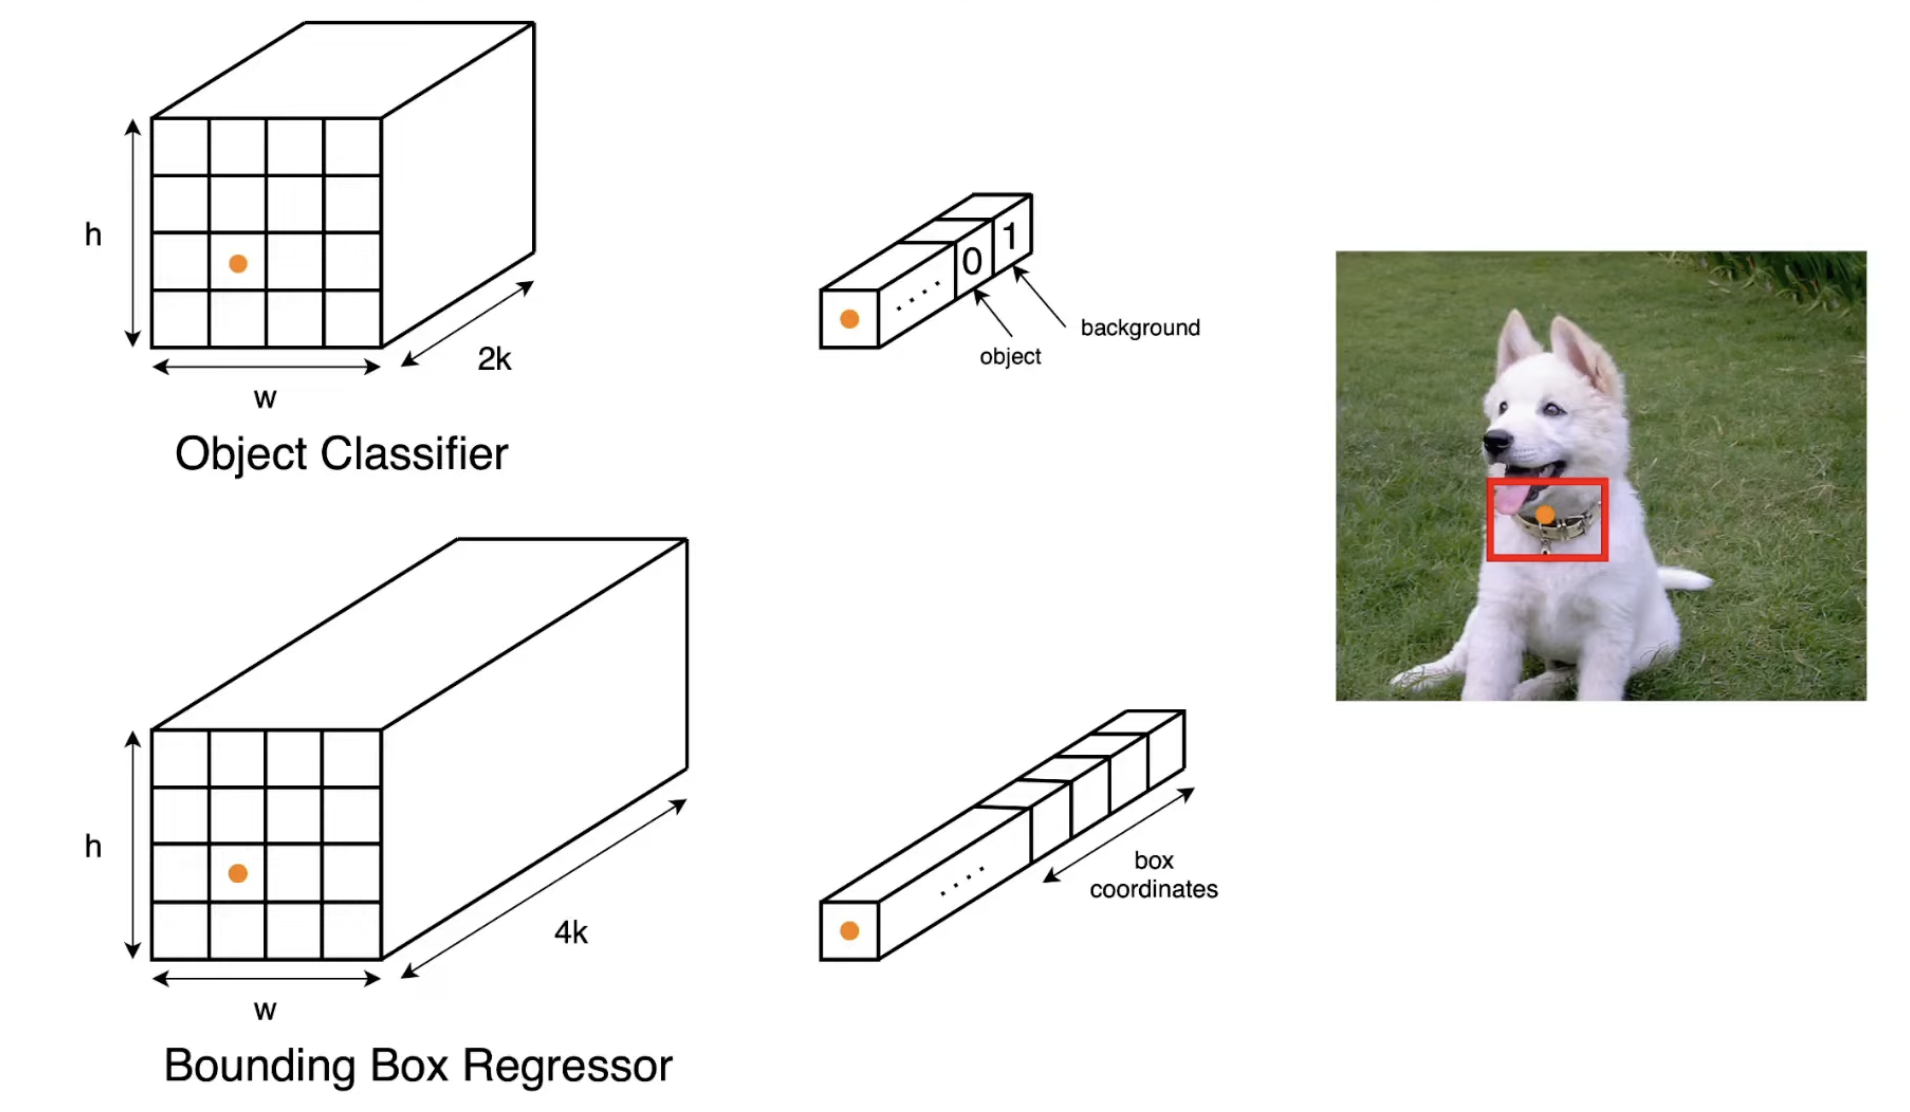 h
w
2k
Object Classifier
....
0
1
object
background
h
w
4k
Bounding Box Regressor
....
box
coordinates